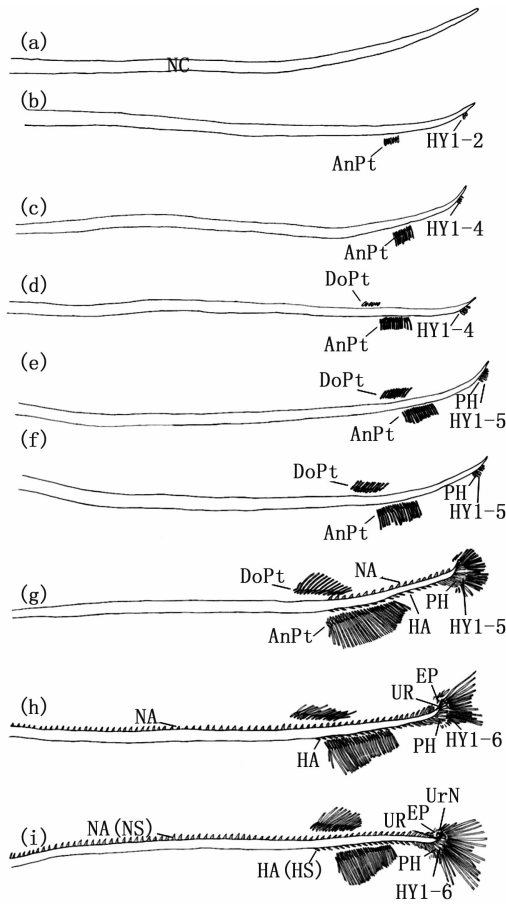 (a)
NC
(b)
HY1-2
AnPt
(c)
HY1-4
AnPt
(d)
DoPt
AnPt
HY1-4
(e)
DoPt
PH
AnPt
HY1-5
(f)
DoPt
PH
HY1-5
AnPt
(g)
DoPt
NA
PH
HA
AnPt
HY1-5
(h)
EP
NA
UR
HA
PH
HY1-6
(i)
UrN
NA(NS)
UR
EP
HA(HS)
PH
HY1-6